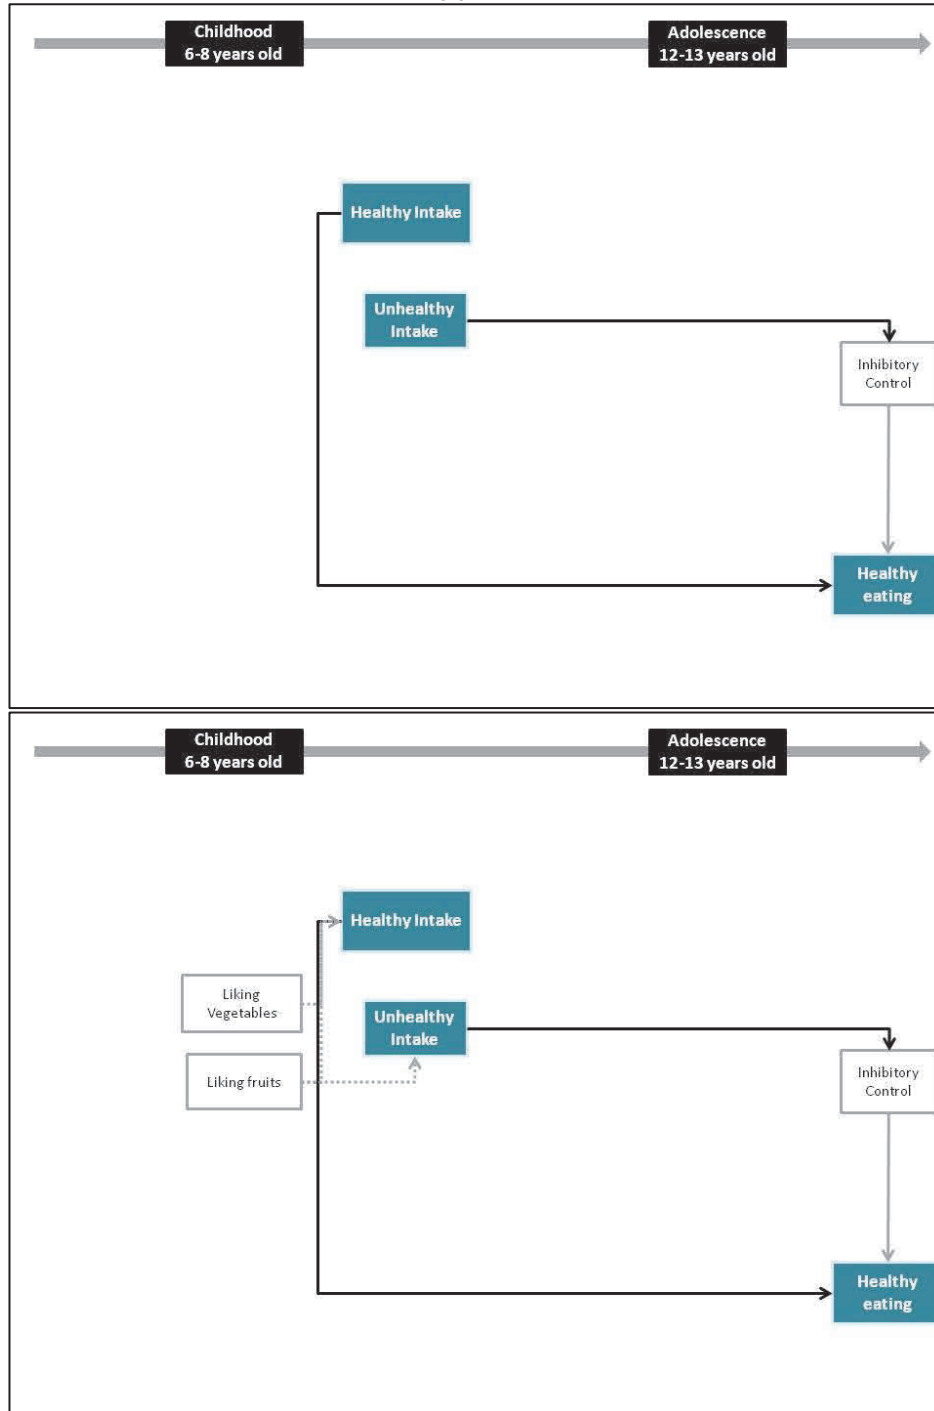 Childhood
6-8 years old
Adolescence
12-13 years old
Healthy Intake
Unhealthy
Intake
Inhibitory
Control
Healthy
eating
Childhood
6-8 years old
Adolescence
12-13 years old
Healthy Intake
Liking
Vegetables
Unhealthy
Intake
Liking fruits
Inhibitory
Control
Healthy
eating